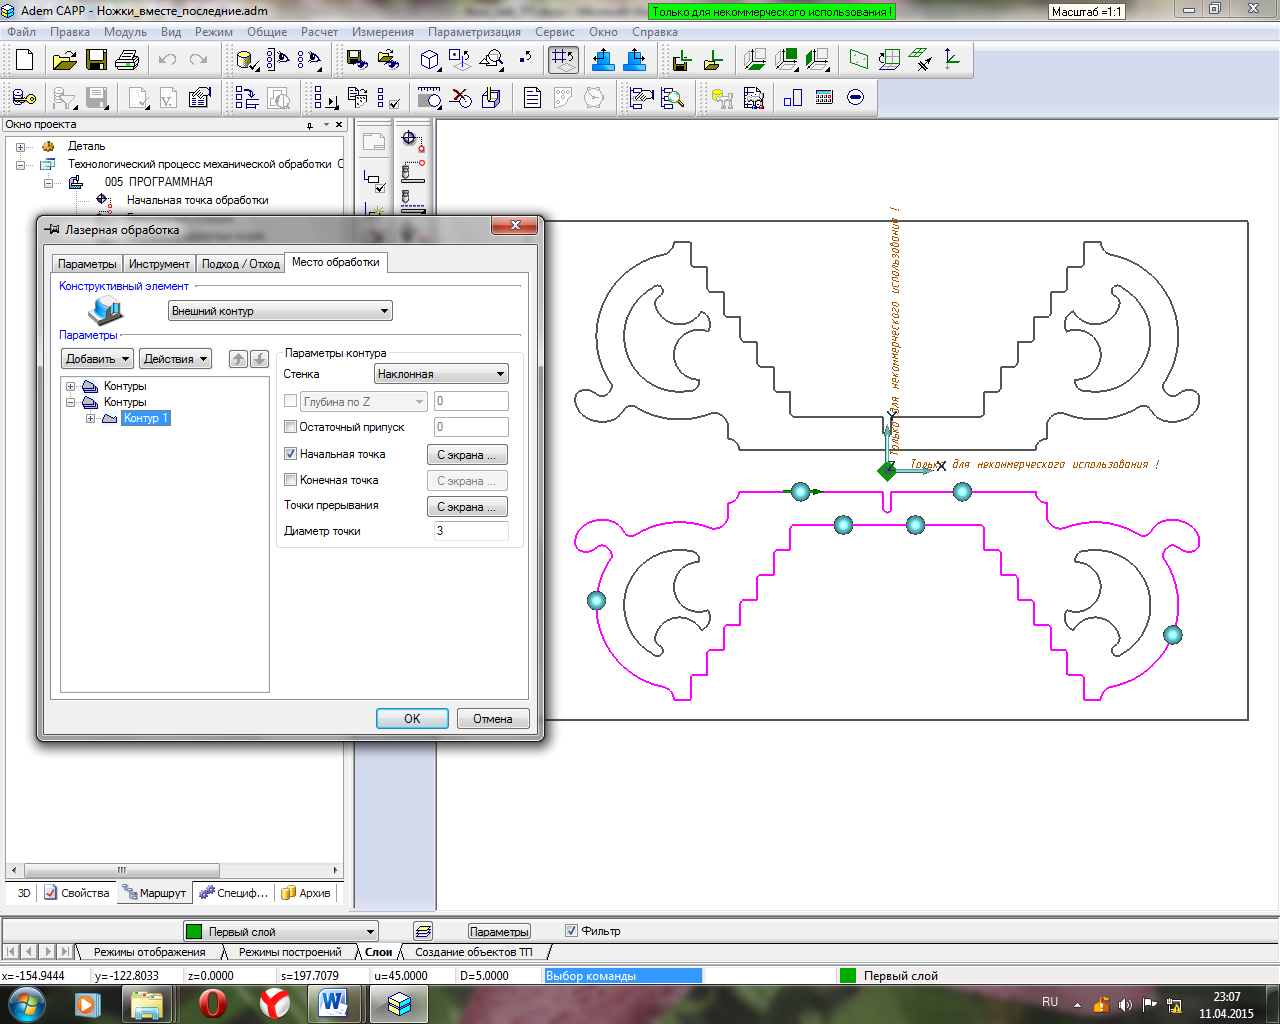 Adem CAPP - Ножки_вместе_последние.adm
Только для некоммерческого использования !
Масштаб =1:1
Файл Правка Модуль Вид Режим Общие Расчет Измерения Параметризация Сервис Окно Справка
Окно проекта
Деталь
Технологический процесс механической обработки С
005 ПРОГРАММНАЯ
Начальная точка обработки
Лазерная обработка
Параметры Инструмент Подход / Отход Место обработки
Конструктивный элемент
Внешний контур
Параметры
Добавить Действия
Контуры
Контуры
Контур 1
Параметры контура
Стенка Наклонная
Глубина по Z 0
Остаточный припуск 0
Начальная точка С экрана ...
Конечная точка С экрана ...
Точки прерывания С экрана ...
Диаметр точки 3
OK Отмена
Только для некоммерческого использования !
Y
Z
X
Только для некоммерческого использования !
3D Свойства Маршрут Специф... Архив
Первый слой Параметры Фильтр
Режимы отображения Режимы построений Слои Создание объектов ТП
x=-154.9444 y=-122.8033 z=0.0000 s=197.7079 u=45.0000 D=5.0000 Выбор команды Первый слой
RU
23:07
11.04.2015